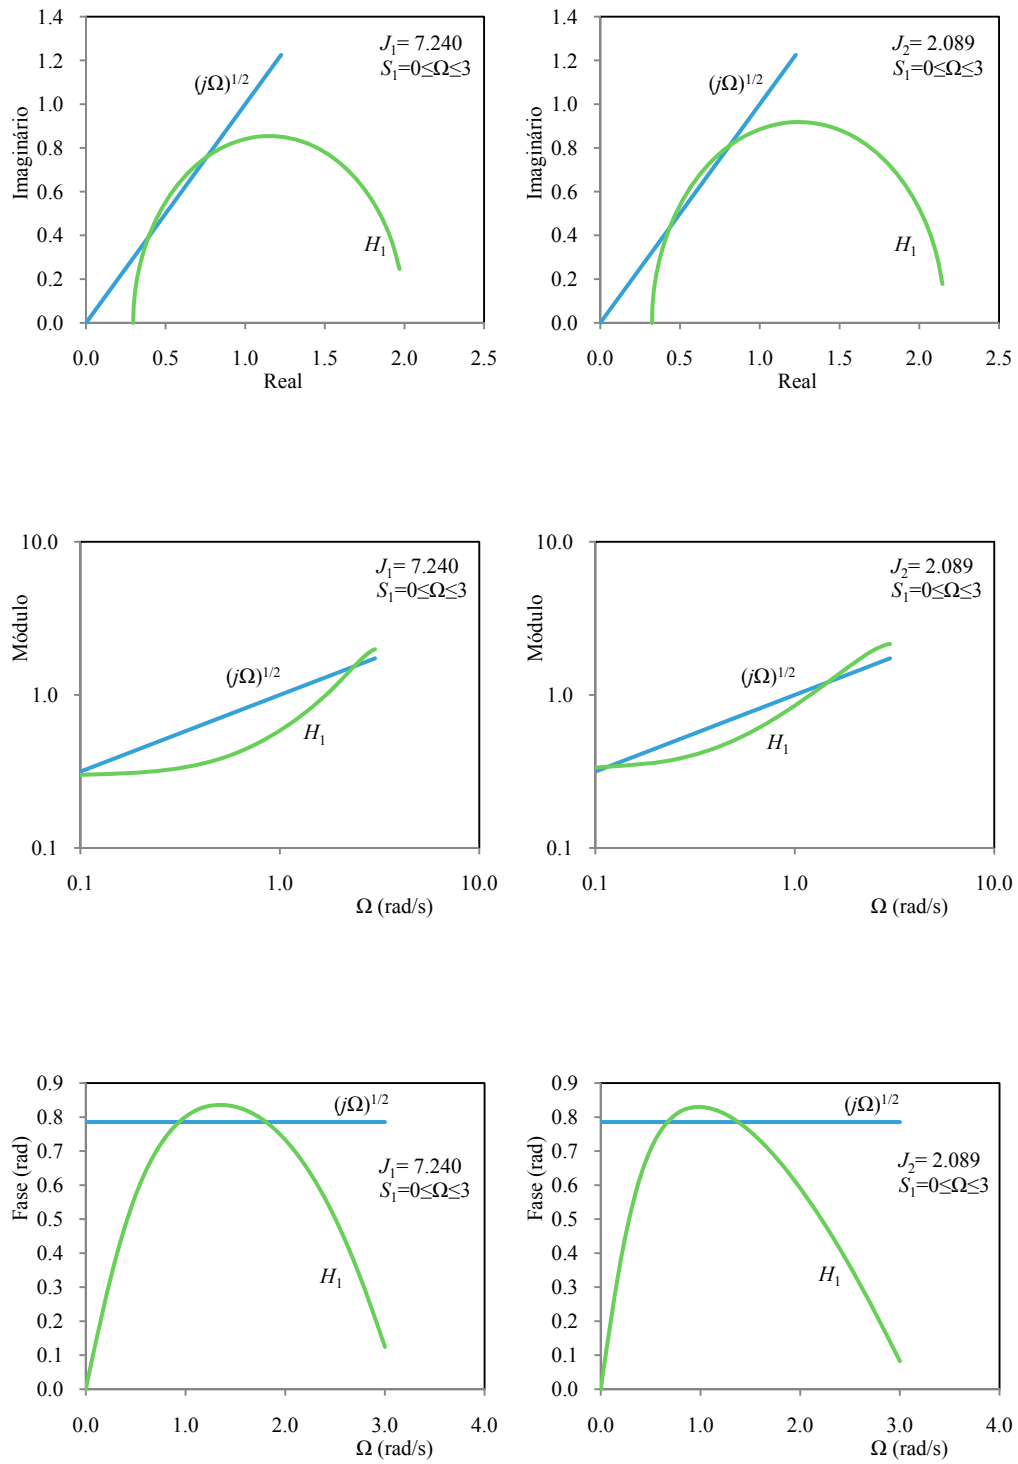 1.4
1.2
1.0
0.8
0.6
0.4
0.2
0.0
Imaginário
J1= 7.240
S1=0≤Ω≤3
(jΩ)1/2
H1
0.0 0.5 1.0 1.5 2.0 2.5
Real
1.4
1.2
1.0
0.8
0.6
0.4
0.2
0.0
Imaginário
J2= 2.089
S1=0≤Ω≤3
(jΩ)1/2
H1
0.0 0.5 1.0 1.5 2.0 2.5
Real
10.0
1.0
0.1
Módulo
J1= 7.240
S1=0≤Ω≤3
(jΩ)1/2
H1
0.1 1.0 10.0
Ω (rad/s)
10.0
1.0
0.1
Módulo
J2= 2.089
S1=0≤Ω≤3
(jΩ)1/2
H1
0.1 1.0 10.0
Ω (rad/s)
0.9
0.8
0.7
0.6
0.5
0.4
0.3
0.2
0.1
0.0
Fase (rad)
(jΩ)1/2
J1= 7.240
S1=0≤Ω≤3
H1
0.0 1.0 2.0 3.0 4.0
Ω (rad/s)
0.9
0.8
0.7
0.6
0.5
0.4
0.3
0.2
0.1
0.0
Fase (rad)
(jΩ)1/2
J2= 2.089
S1=0≤Ω≤3
H1
0.0 1.0 2.0 3.0 4.0
Ω (rad/s)